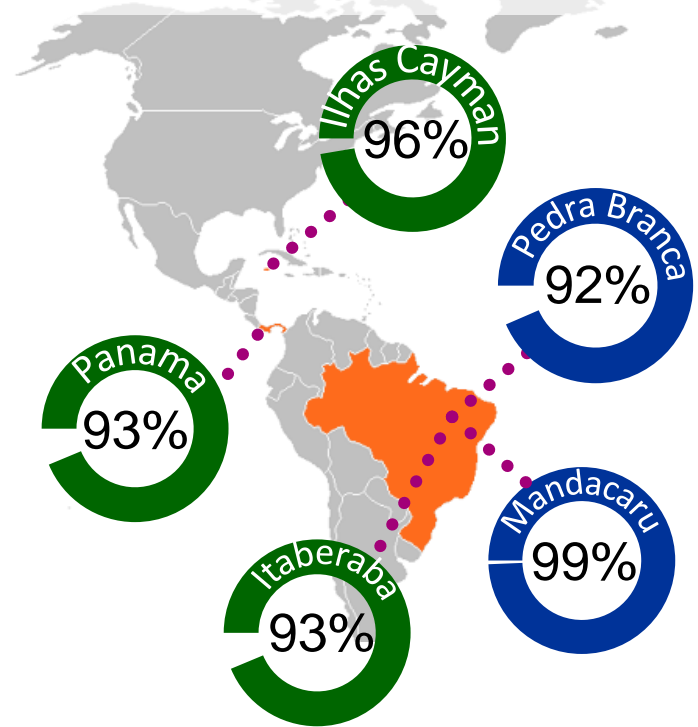 Ilhas Cayman
96%
Pedra Branca
92%
Panama
93%
Mandacaru
99%
Itaberaba
93%